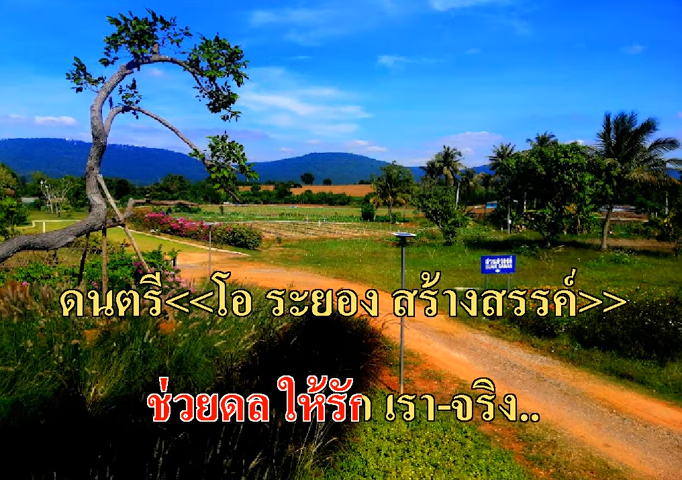 ดนตรี<<โอ ระยอง สร้างสรรค์>>
ช่วยดล ให้รัก เรา-จริง..